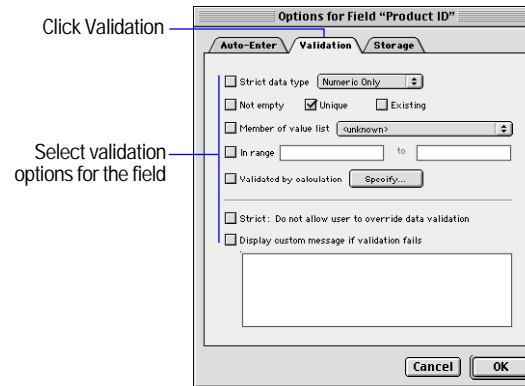 Options for Field “Product ID”
Click Validation
Auto-Enter Validation Storage
Strict data type Numeric Only
Not empty Unique Existing
Member of value list <unknown>
Select validation options for the field
In range to
Validated by calculation Specify...
Strict: Do not allow user to override data validation
Display custom message if validation fails
Cancel OK